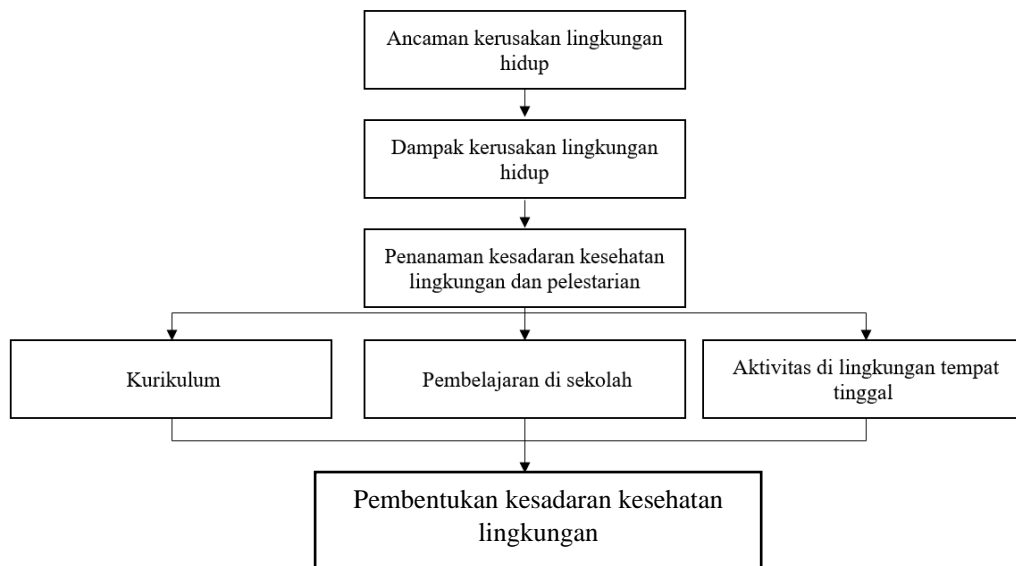 Ancaman kerusakan lingkungan
hidup
Dampak kerusakan lingkungan
hidup
Penanaman kesadaran kesehatan
lingkungan dan pelestarian
Kurikulum
Pembelajaran di sekolah
Aktivitas di lingkungan tempat
tinggal
Pembentukan kesadaran kesehatan
lingkungan